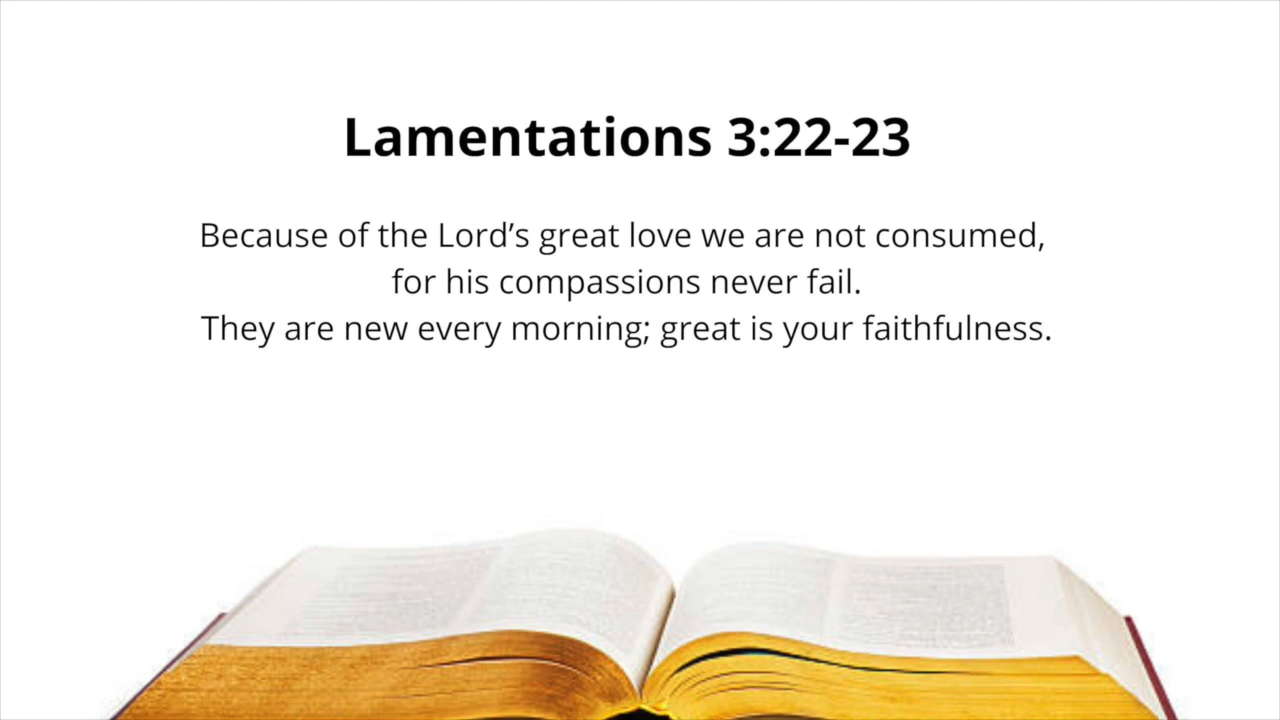 Lamentations 3:22-23
Because of the Lord’s great love we are not consumed,
for his compassions never fail.
They are new every morning; great is your faithfulness.